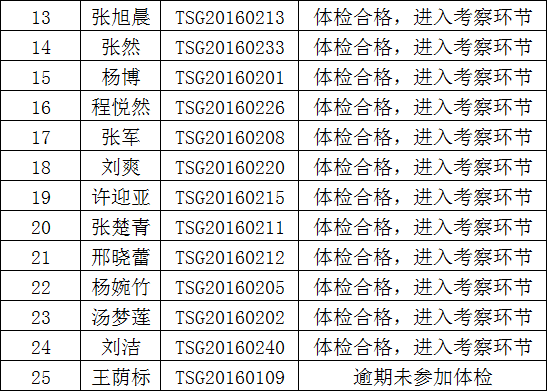 13 张旭晨 TSG20160213 体检合格，进入考察环节
14 张然 TSG20160233 体检合格，进入考察环节
15 杨博 TSG20160201 体检合格，进入考察环节
16 程悦然 TSG20160226 体检合格，进入考察环节
17 张军 TSG20160208 体检合格，进入考察环节
18 刘爽 TSG20160220 体检合格，进入考察环节
19 许迎亚 TSG20160215 体检合格，进入考察环节
20 张楚青 TSG20160211 体检合格，进入考察环节
21 邢晓蕾 TSG20160212 体检合格，进入考察环节
22 杨婉竹 TSG20160205 体检合格，进入考察环节
23 汤梦莲 TSG20160202 体检合格，进入考察环节
24 刘洁 TSG20160240 体检合格，进入考察环节
25 王荫标 TSG20160109 逾期未参加体检